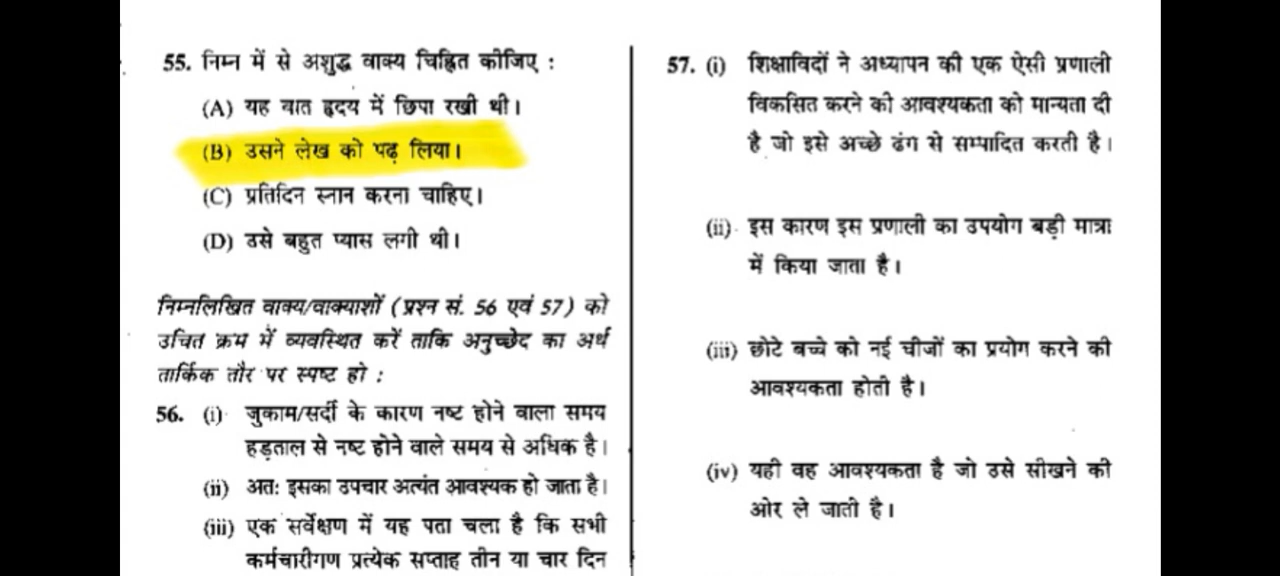 55. निम्न में से अशुद्ध वाक्य चिह्नित कीजिए :
(A) यह बात हृदय में छिपा रखी थी।
(B) उसने लेख को पढ़ लिया।
(C) प्रतिदिन स्नान करना चाहिए।
(D) उसे बहुत प्यास लगी थी।
निम्नलिखित वाक्य/वाक्याशों (प्रश्न सं. 56 एवं 57) को
उचित क्रम में व्यवस्थित करें ताकि अनुच्छेद का अर्थ
तार्किक तौर पर स्पष्ट हो :
56. (i) जुकाम/सर्दी के कारण नष्ट होने वाला समय
हड़ताल से नष्ट होने वाले समय से अधिक है।
(ii) अतः इसका उपचार अत्यंत आवश्यक हो जाता है।
(iii) एक सर्वेक्षण में यह पता चला है कि सभी
कर्मचारीगण प्रत्येक सप्ताह तीन या चार दिन
57. (i) शिक्षाविदों ने अध्यापन की एक ऐसी प्रणाली
विकसित करने की आवश्यकता को मान्यता दी
है जो इसे अच्छे ढंग से सम्पादित करती है।
(ii) इस कारण इस प्रणाली का उपयोग बड़ी मात्रा
में किया जाता है।
(iii) छोटे बच्चे को नई चीजों का प्रयोग करने की
आवश्यकता होती है।
(iv) यही वह आवश्यकता है जो उसे सीखने की
ओर ले जाती है।